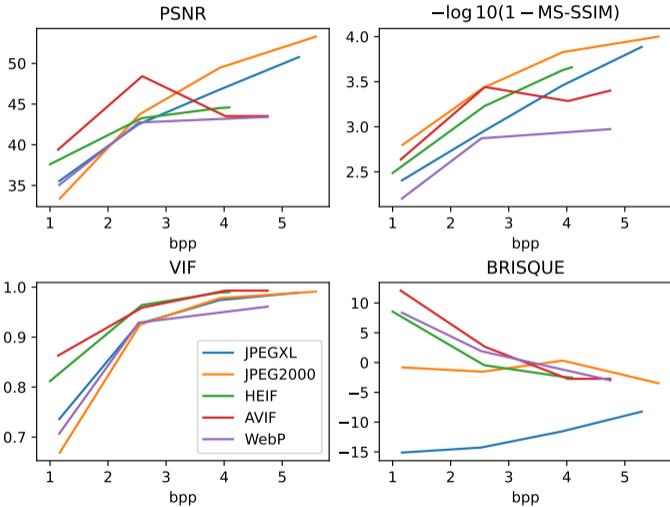 PSNR
50
45
40
35
1 2 3 4 5
bpp
−log 10(1 − MS-SSIM)
4.0
3.5
3.0
2.5
1 2 3 4 5
bpp
VIF
1.0
0.9
0.8
0.7
JPEGXL
JPEG2000
HEIF
AVIF
WebP
1 2 3 4 5
bpp
BRISQUE
10
5
0
−5
−10
−15
1 2 3 4 5
bpp